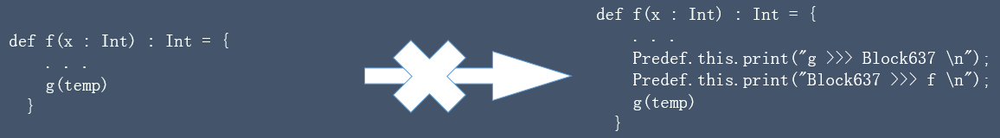 def f(x : Int) : Int = {
. . .
g(temp)
}
def f(x : Int) : Int = {
. . .
Predef.this.print("g >>> Block637 \n");
Predef.this.print("Block637 >>> f \n");
g(temp)
}